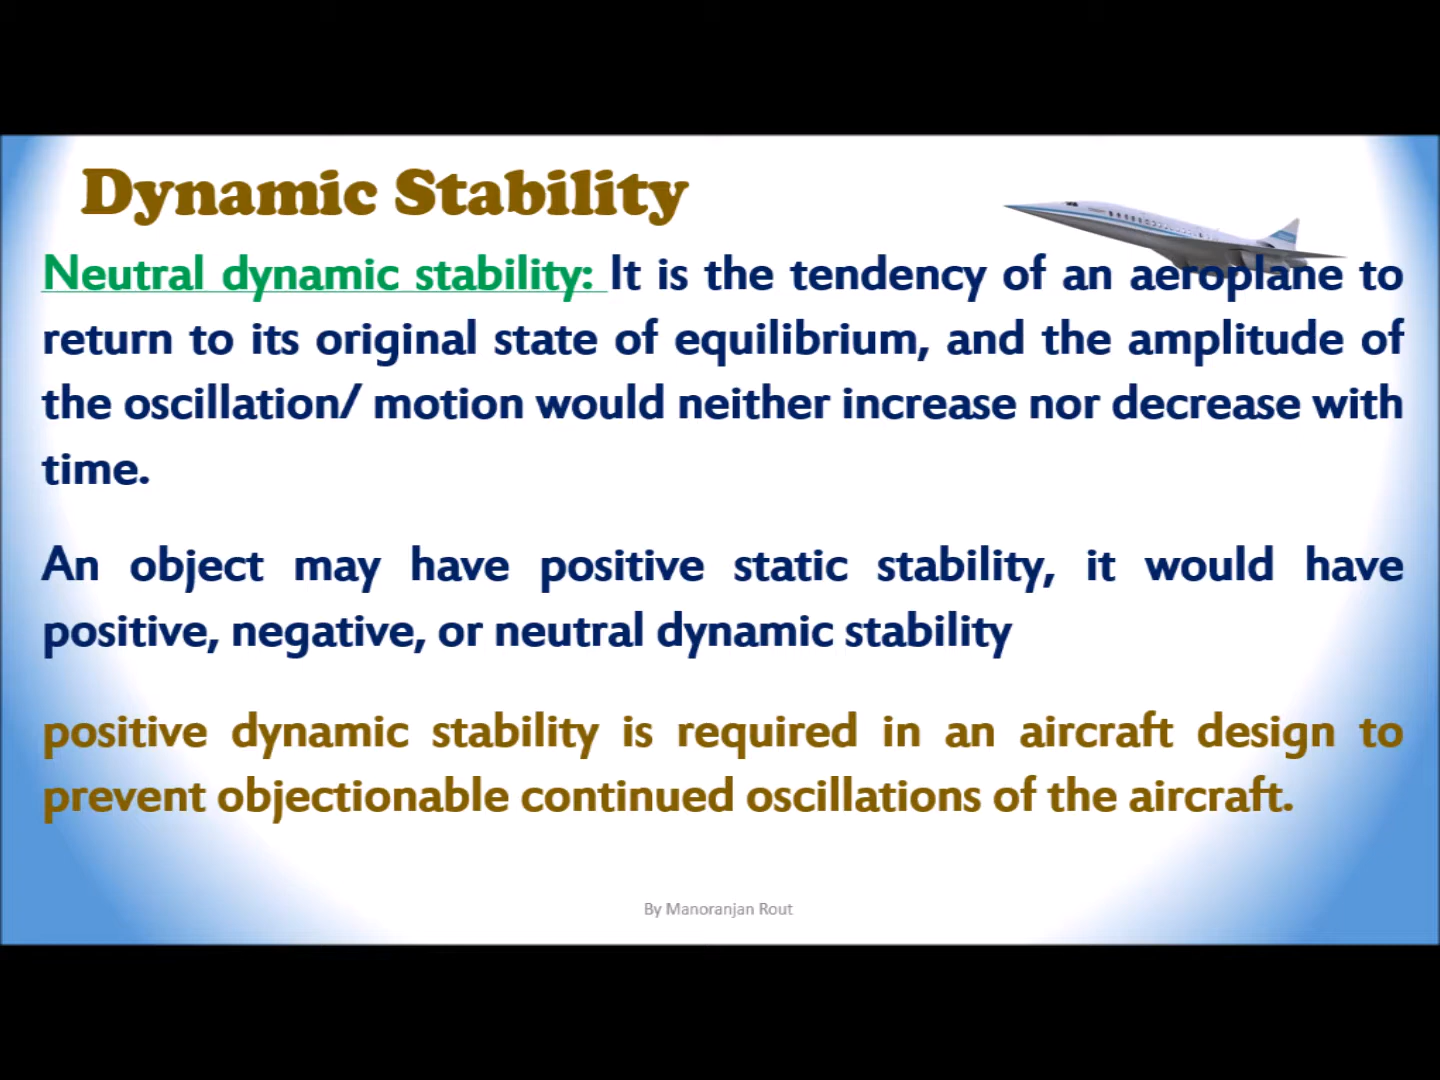 Dynamic Stability
Neutral dynamic stability: It is the tendency of an aeroplane to
return to its original state of equilibrium, and the amplitude of
the oscillation/ motion would neither increase nor decrease with
time.
An object may have positive static stability, it would have
positive, negative, or neutral dynamic stability
positive dynamic stability is required in an aircraft design to
prevent objectionable continued oscillations of the aircraft.
By Manoranjan Rout